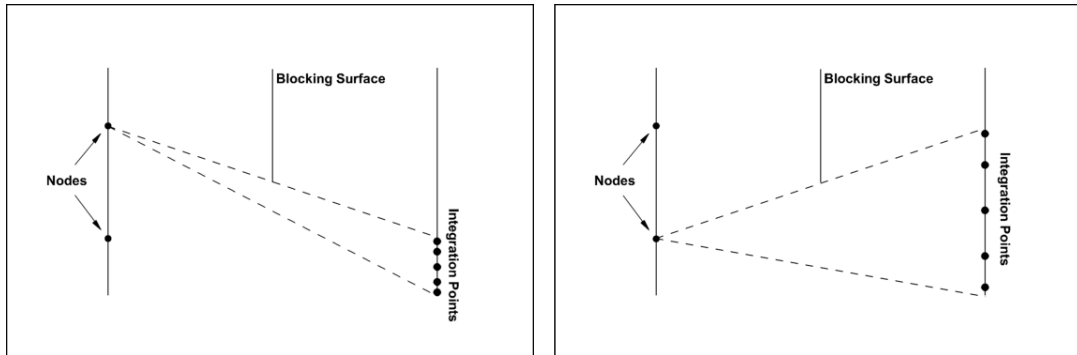 Blocking Surface
Nodes
Integration Points
Blocking Surface
Nodes
Integration Points